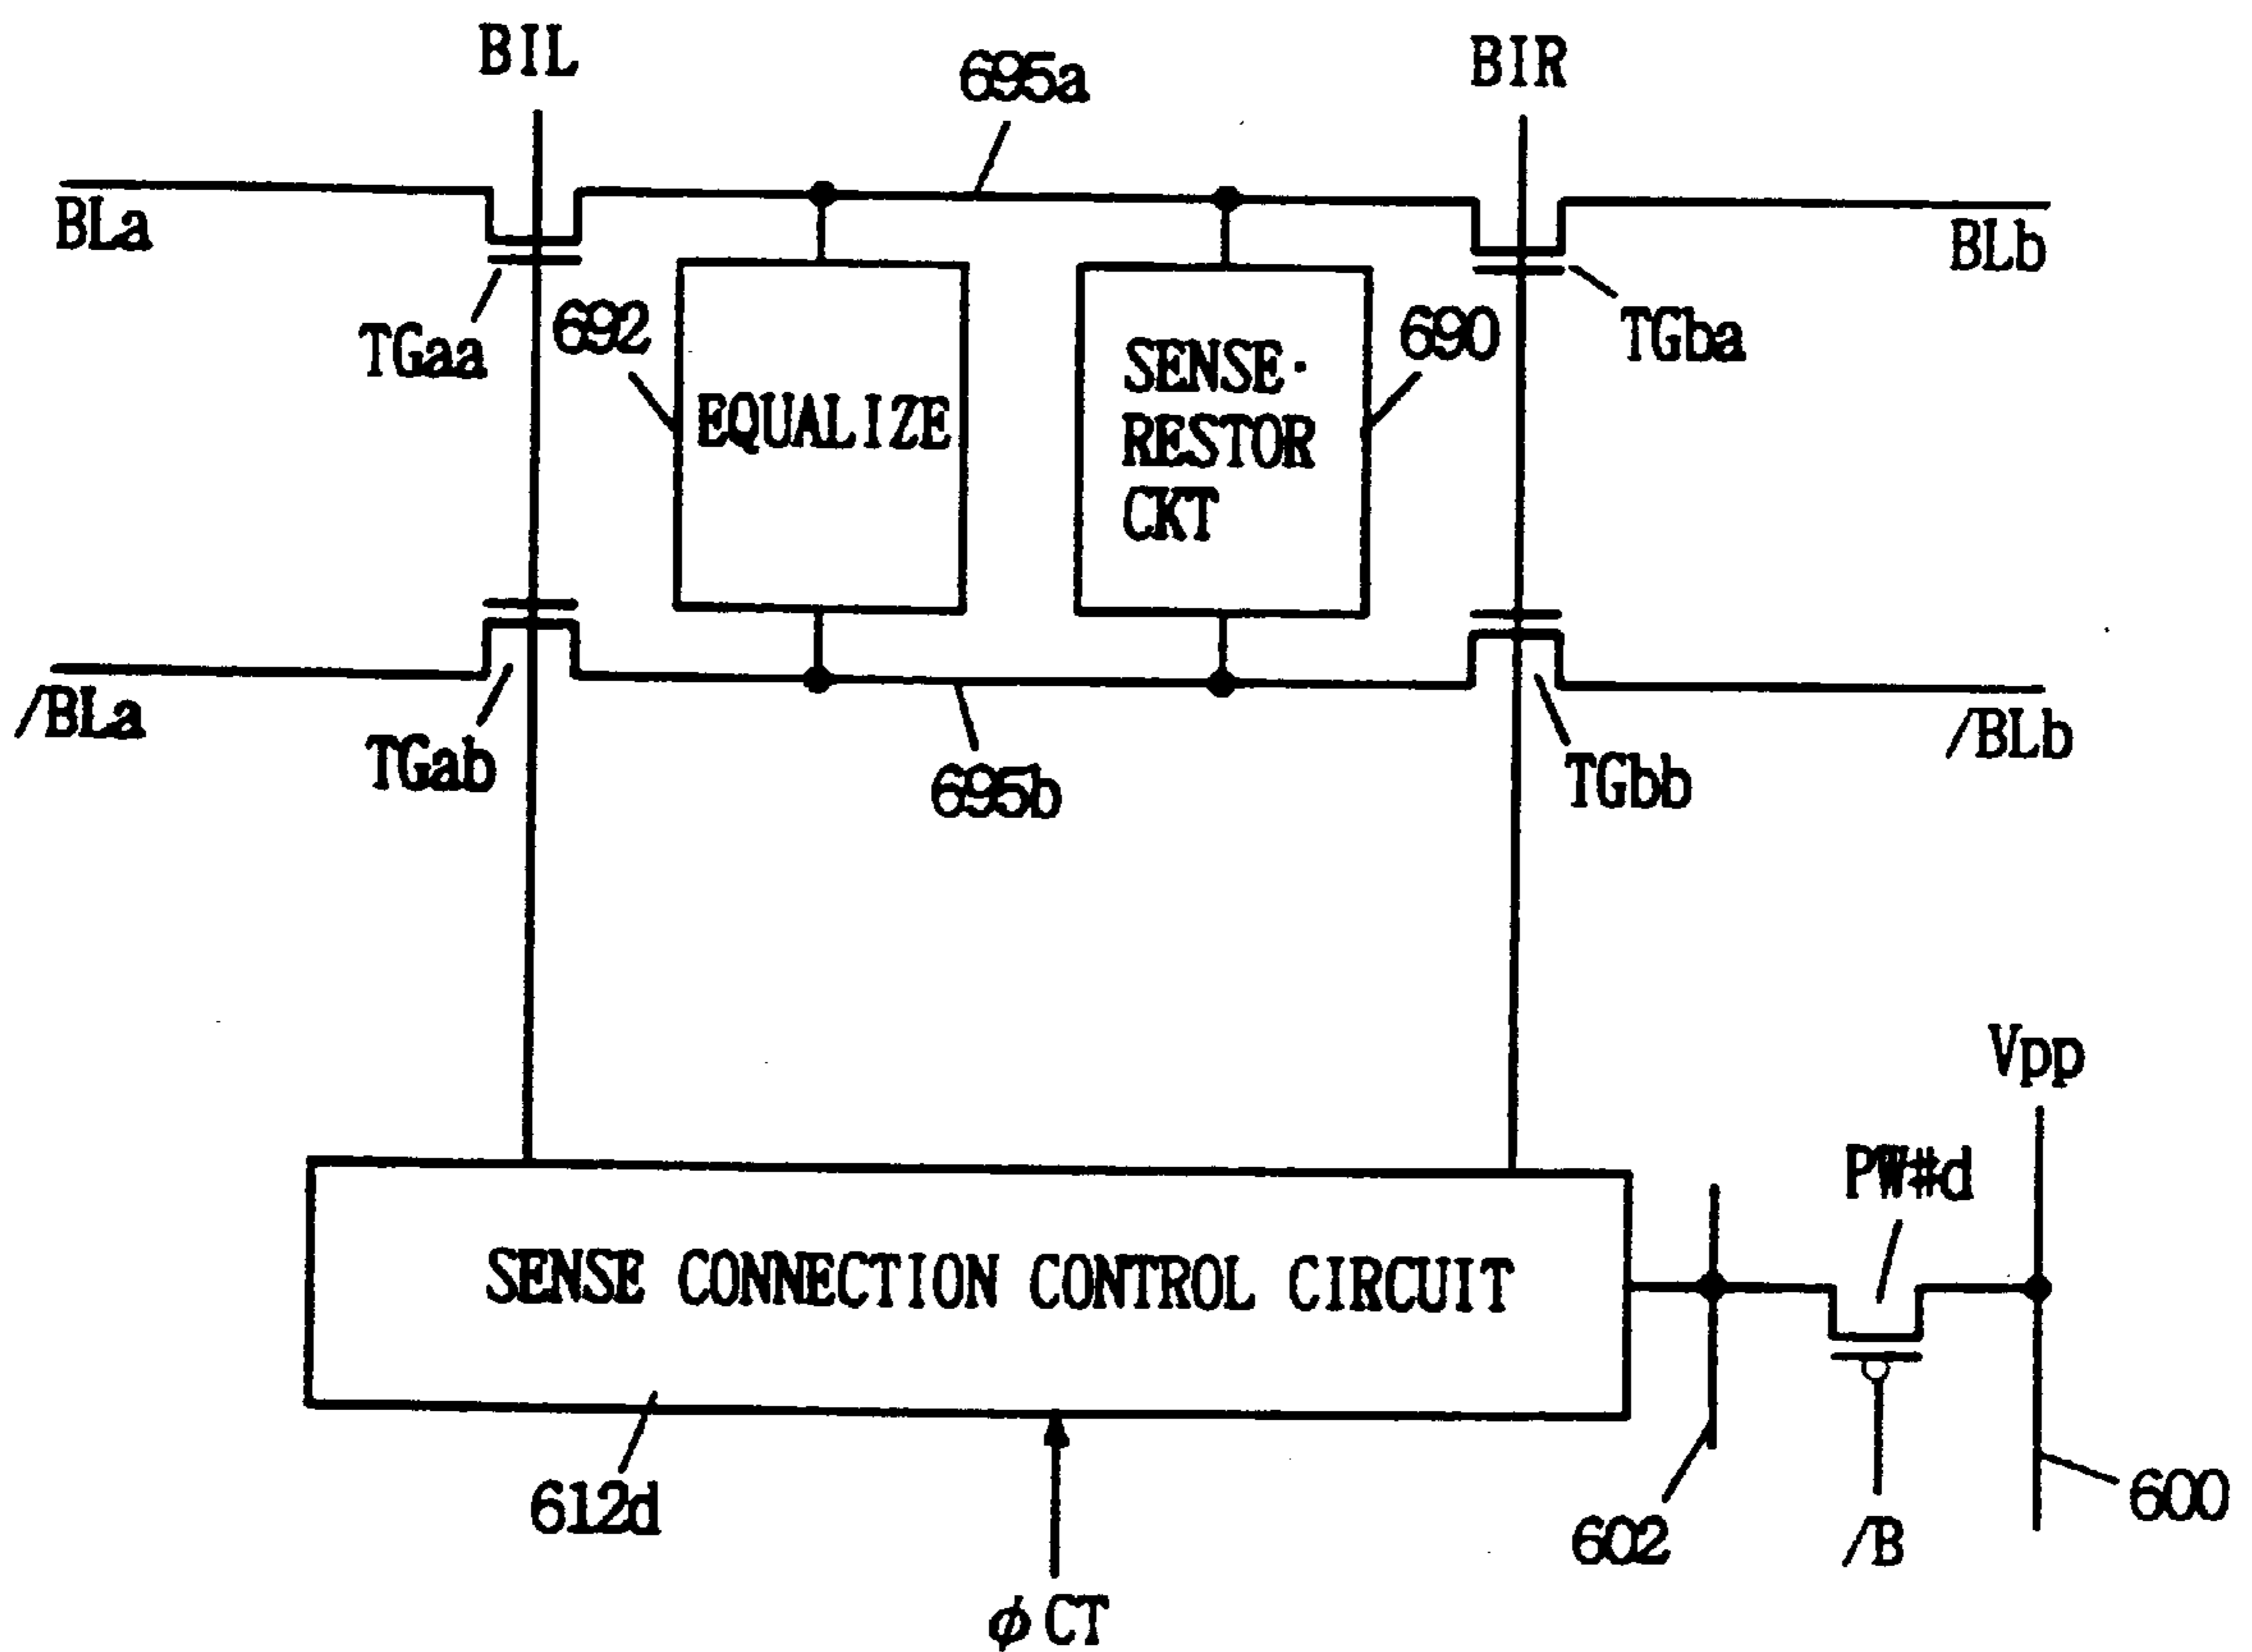 BIL
695a
BIR
BLa
BLb
TGaa
692
EQUALIZE
SENSE·
RESTOR
CKT
690
TGba
/BLa
TGab
695b
TGbb
/BLb
Vpp
PW#d
SENSE CONNECTION CONTROL CIRCUIT
612d
φCT
602
/B
600